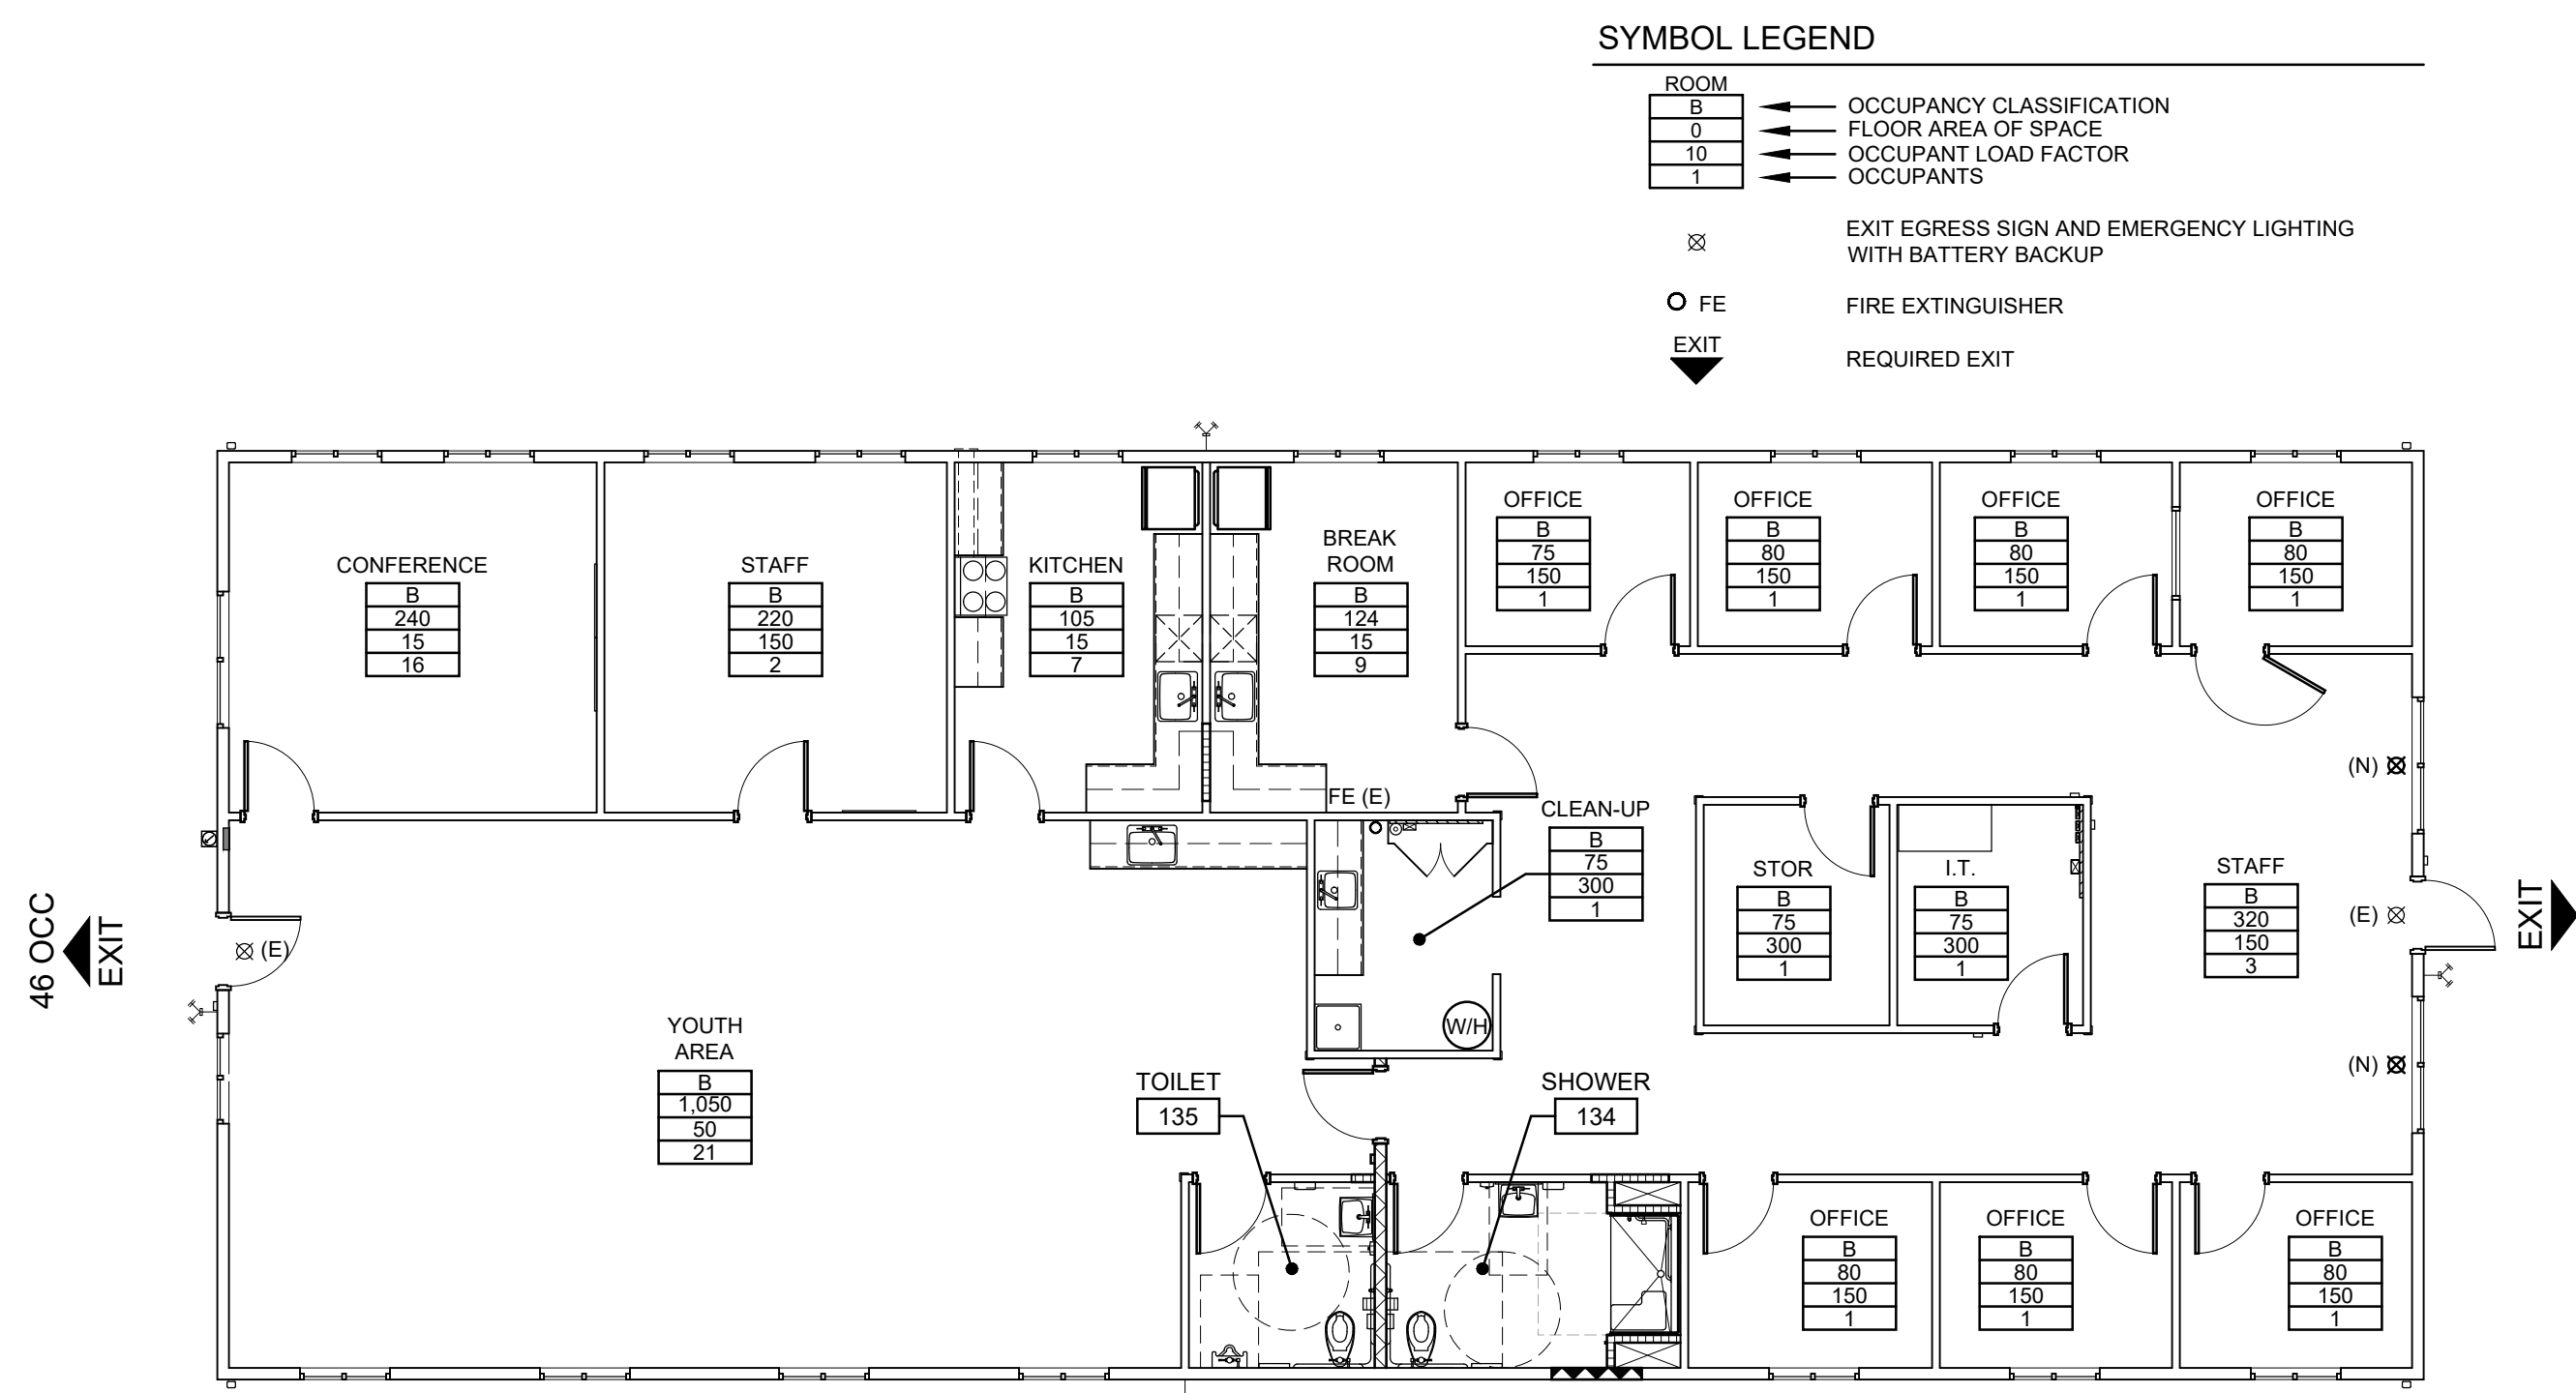 SYMBOL LEGEND
ROOM
B
0
10
1
OCCUPANCY CLASSIFICATION
FLOOR AREA OF SPACE
OCCUPANT LOAD FACTOR
OCCUPANTS
EXIT EGRESS SIGN AND EMERGENCY LIGHTING
WITH BATTERY BACKUP
FE
FIRE EXTINGUISHER
EXIT
REQUIRED EXIT
CONFERENCE
B
240
15
16
STAFF
B
220
150
2
KITCHEN
B
105
15
7
BREAK
ROOM
B
124
15
9
OFFICE
B
75
150
1
OFFICE
B
80
150
1
OFFICE
B
80
150
1
OFFICE
B
80
150
1
(N)
FE (E)
CLEAN-UP
B
75
300
1
STOR
B
75
300
1
I.T.
B
75
300
1
STAFF
B
320
150
3
(E)
EXIT
46 OCC
EXIT
(E)
W/H
YOUTH
AREA
B
1,050
50
21
TOILET
135
SHOWER
134
(N)
OFFICE
B
80
150
1
OFFICE
B
80
150
1
OFFICE
B
80
150
1